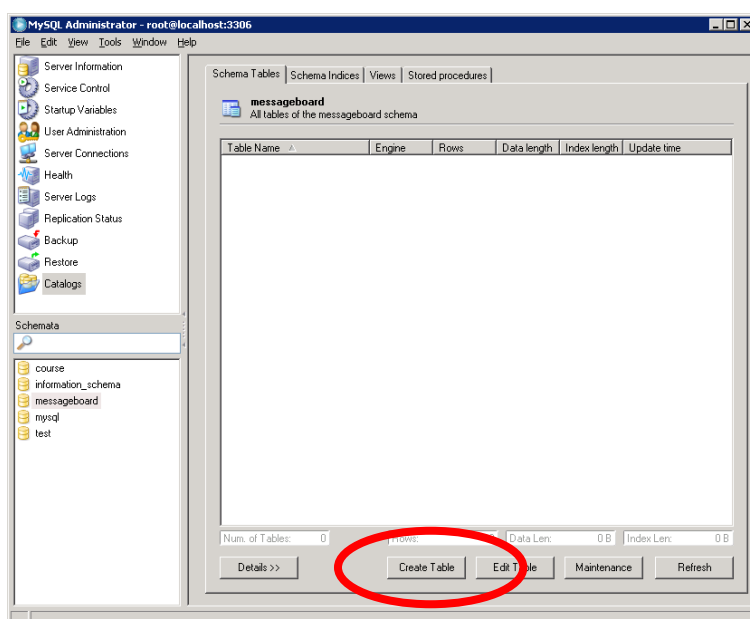 MySQL Administrator - root@localhost:3306
File Edit View Tools Window Help
Server Information
Service Control
Startup Variables
User Administration
Server Connections
Health
Server Logs
Replication Status
Backup
Restore
Catalogs
Schemata
course
information_schema
messageboard
mysql
test
Schema Tables Schema Indices Views Stored procedures
messageboard
All tables of the messageboard schema
Table Name Engine Rows Data length Index length Update time
Num. of Tables: 0 Rows: Data Len: 0 B Index Len: 0 B
Details >> Create Table Edit Maintenance Refresh